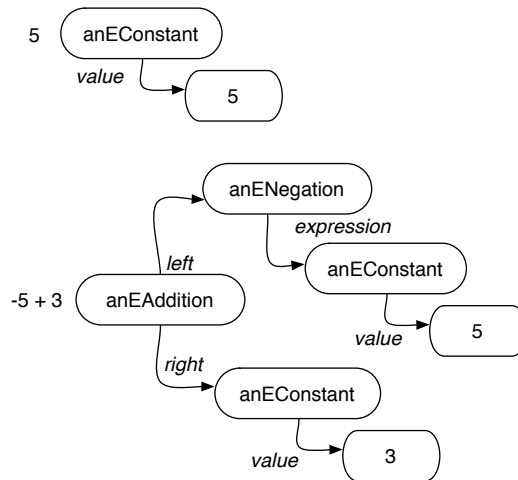 5 anEConstant
value
5
anENegation
expression
left
anEConstant
-5 + 3 anEAddition
value
5
right
anEConstant
value
3